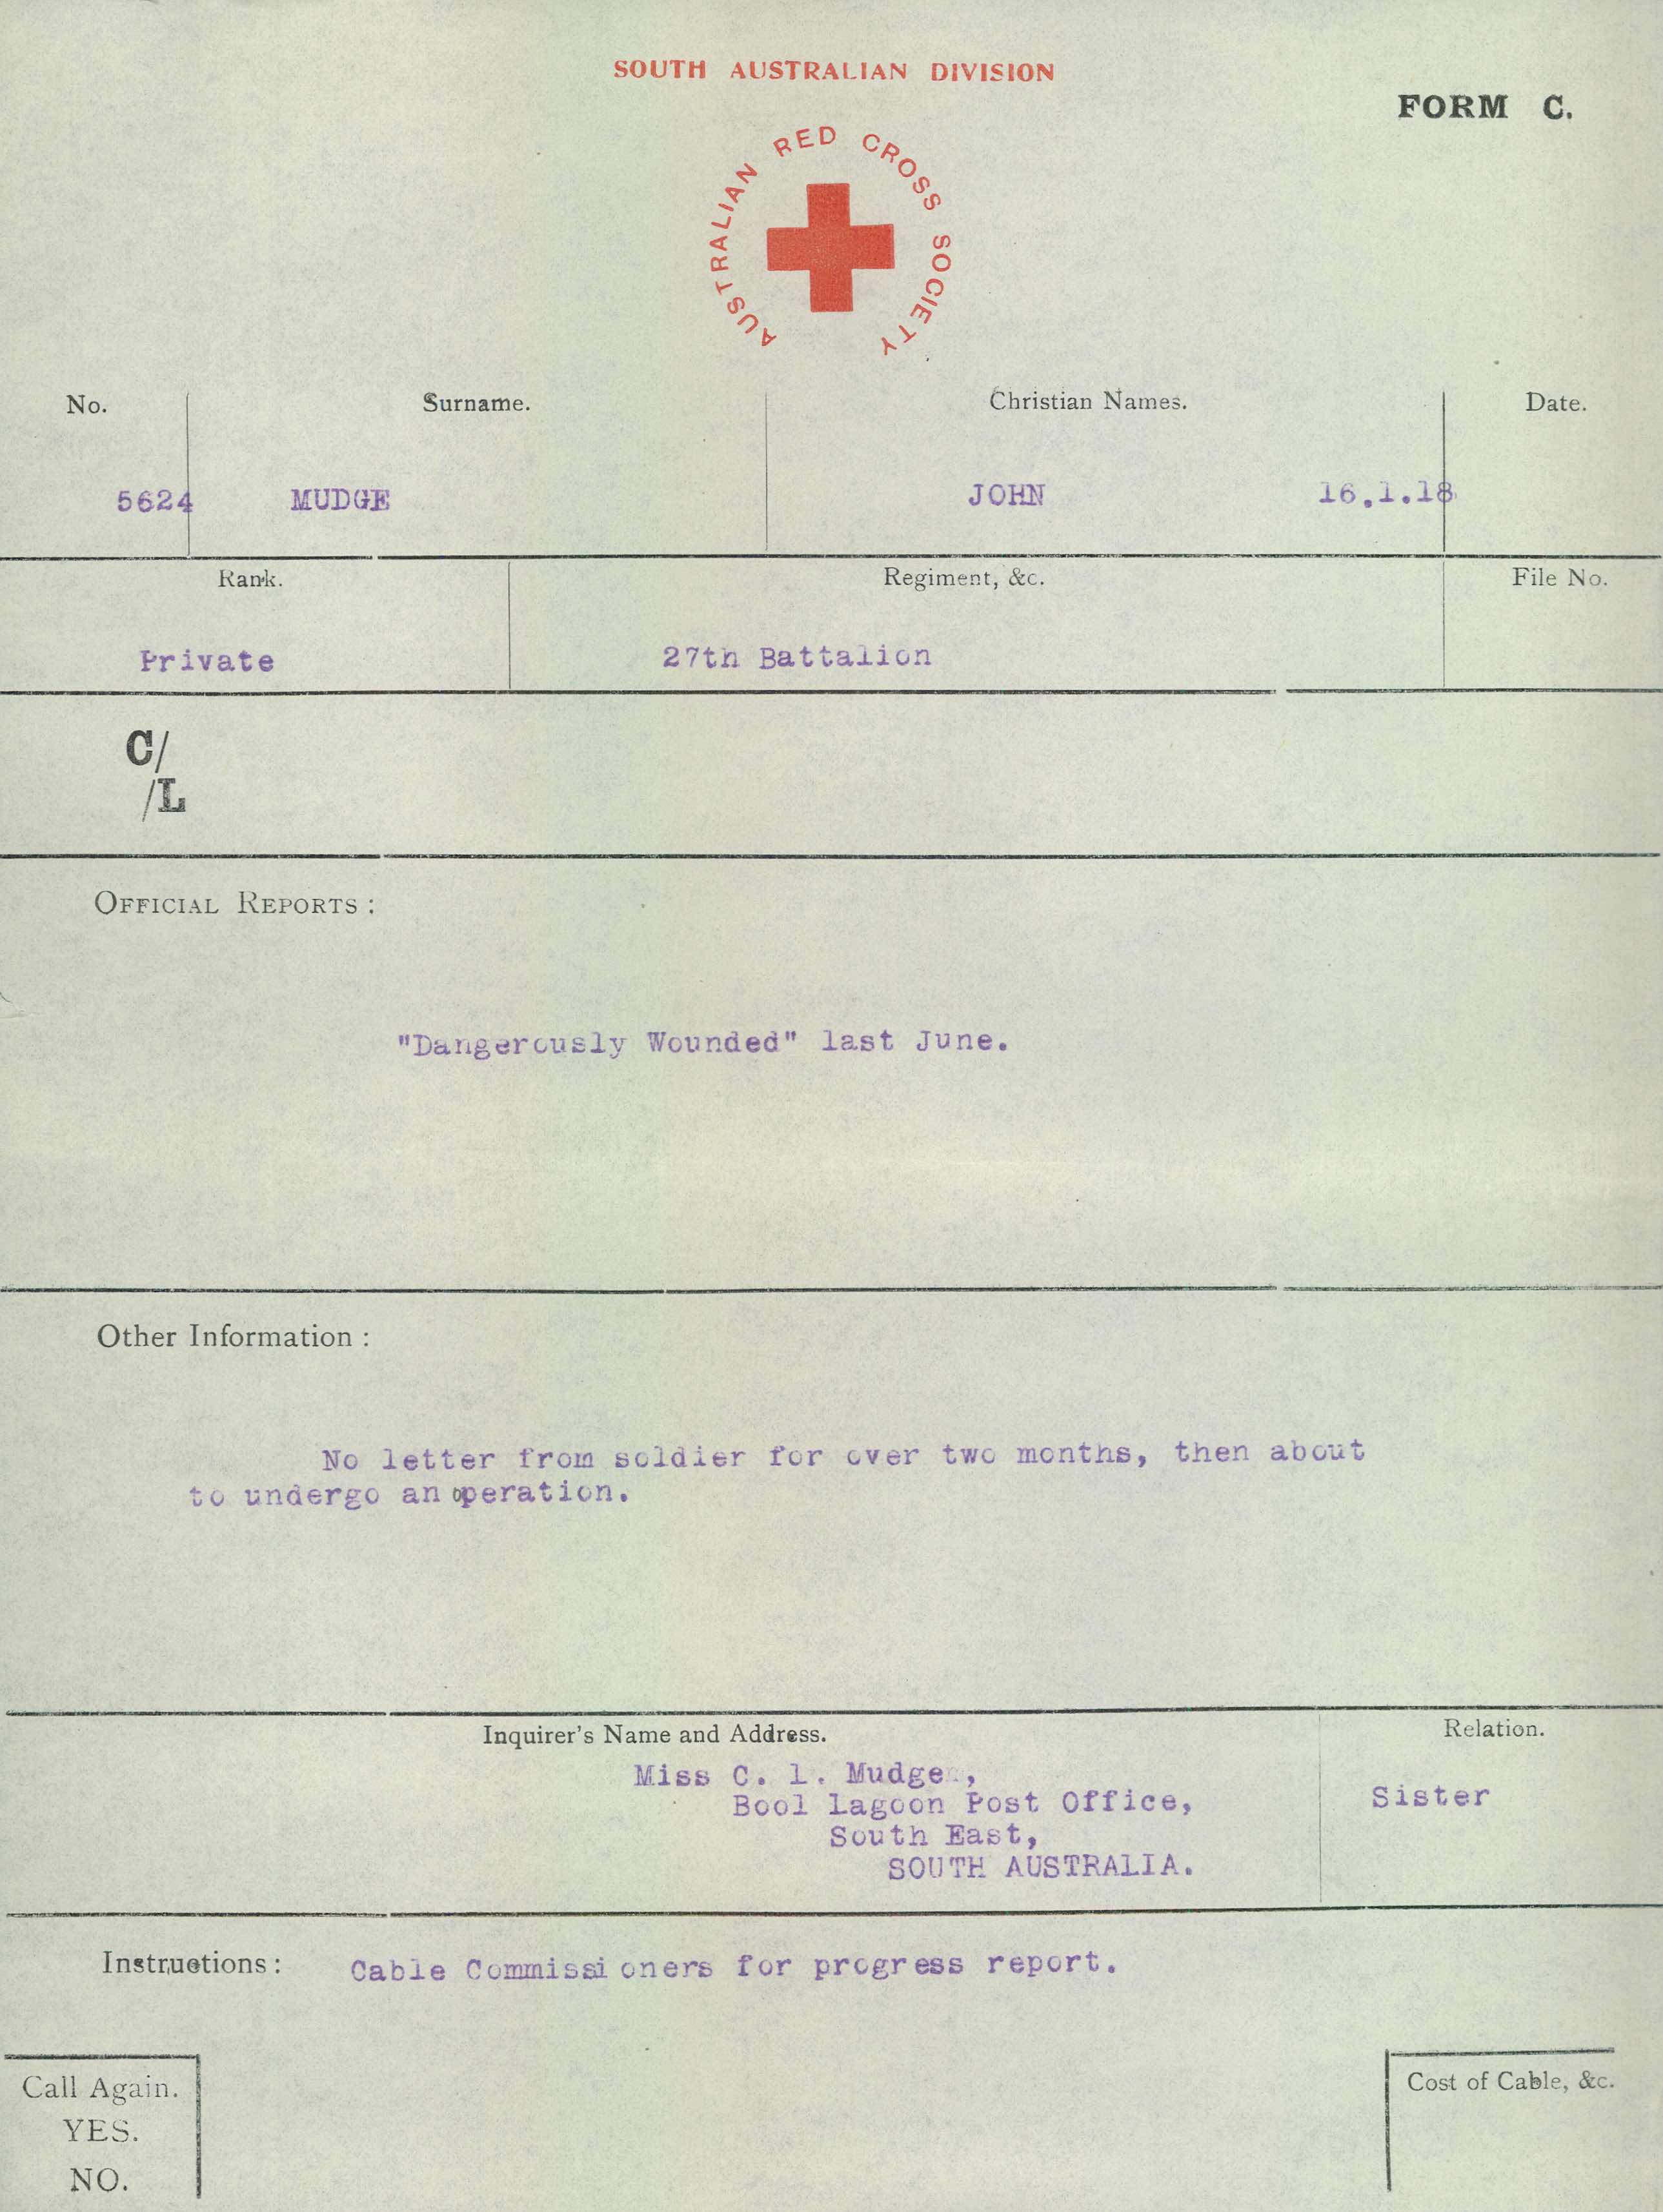 SOUTH AUSTRALIAN DIVISION
FORM C.
AUSTRALIAN RED CROSS SOCIETY
No. Surname. Christian Names. Date.
5624 MUDGE JOHN 16.1.18
Rank. Regiment, &c. File No.
Private 27th Battalion
C/
/L
OFFICIAL REPORTS :
"Dangerously Wounded" last June.
Other Information :
No letter from soldier for over two months, then about
to undergo an operation.
Inquirer's Name and Address. Relation.
Miss C. l. Mudge ,
Bool Lagoon Post Office, Sister
South East,
SOUTH AUSTRALIA.
Instructions : Cable Commissioners for progress report.
Call Again. Cost of Cable, &c.
YES.
NO.